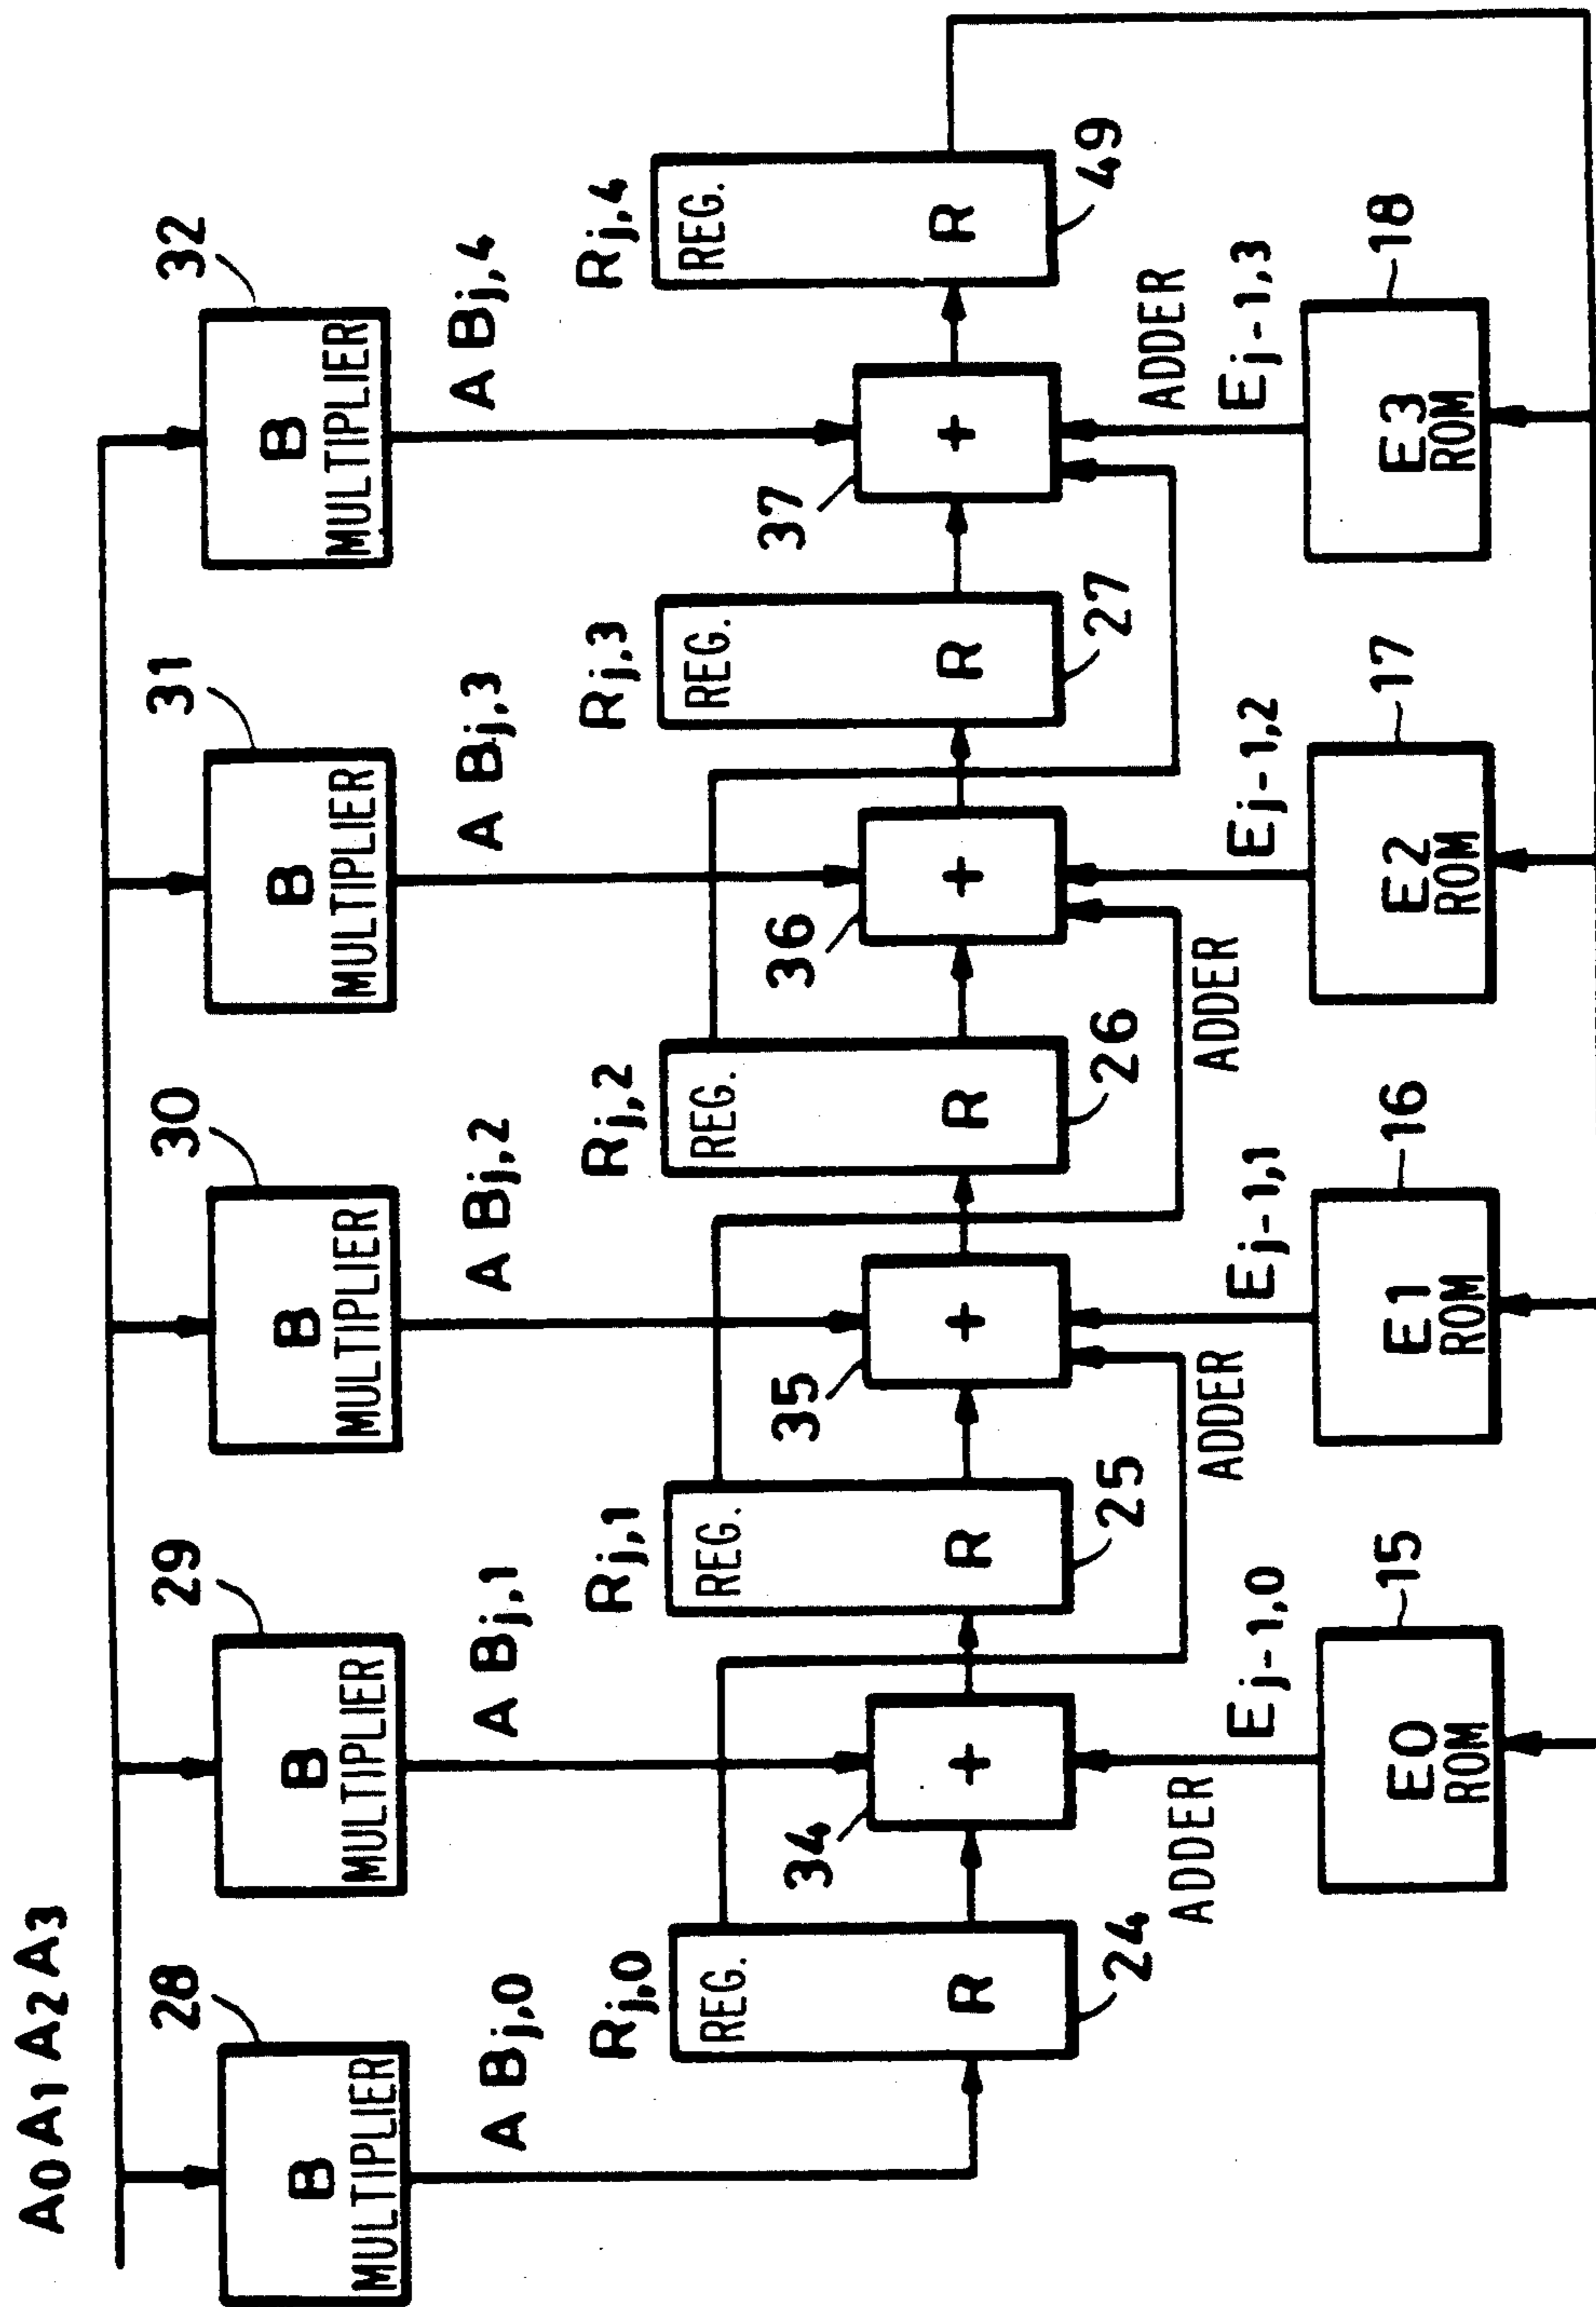 A0 A1 A2 A3
28
29
30
31
32
B
MULTIPLIER
B
MULTIPLIER
B
MULTIPLIER
B
MULTIPLIER
B
MULTIPLIER
A Bj,0
A Bj,1
A Bj,2
A Bj,3
A Bj,4
Rj,0
Rj,1
Rj,2
Rj,3
Rj,4
REG.
REG.
REG.
REG.
REG.
34
35
36
37
R
+
R
+
R
+
R
+
R
24
25
26
27
49
ADDER
ADDER
ADDER
ADDER
Ej-1,0
Ej-1,1
Ej-1,2
Ej-1,3
15
16
17
18
E0
ROM
E1
ROM
E2
ROM
E3
ROM